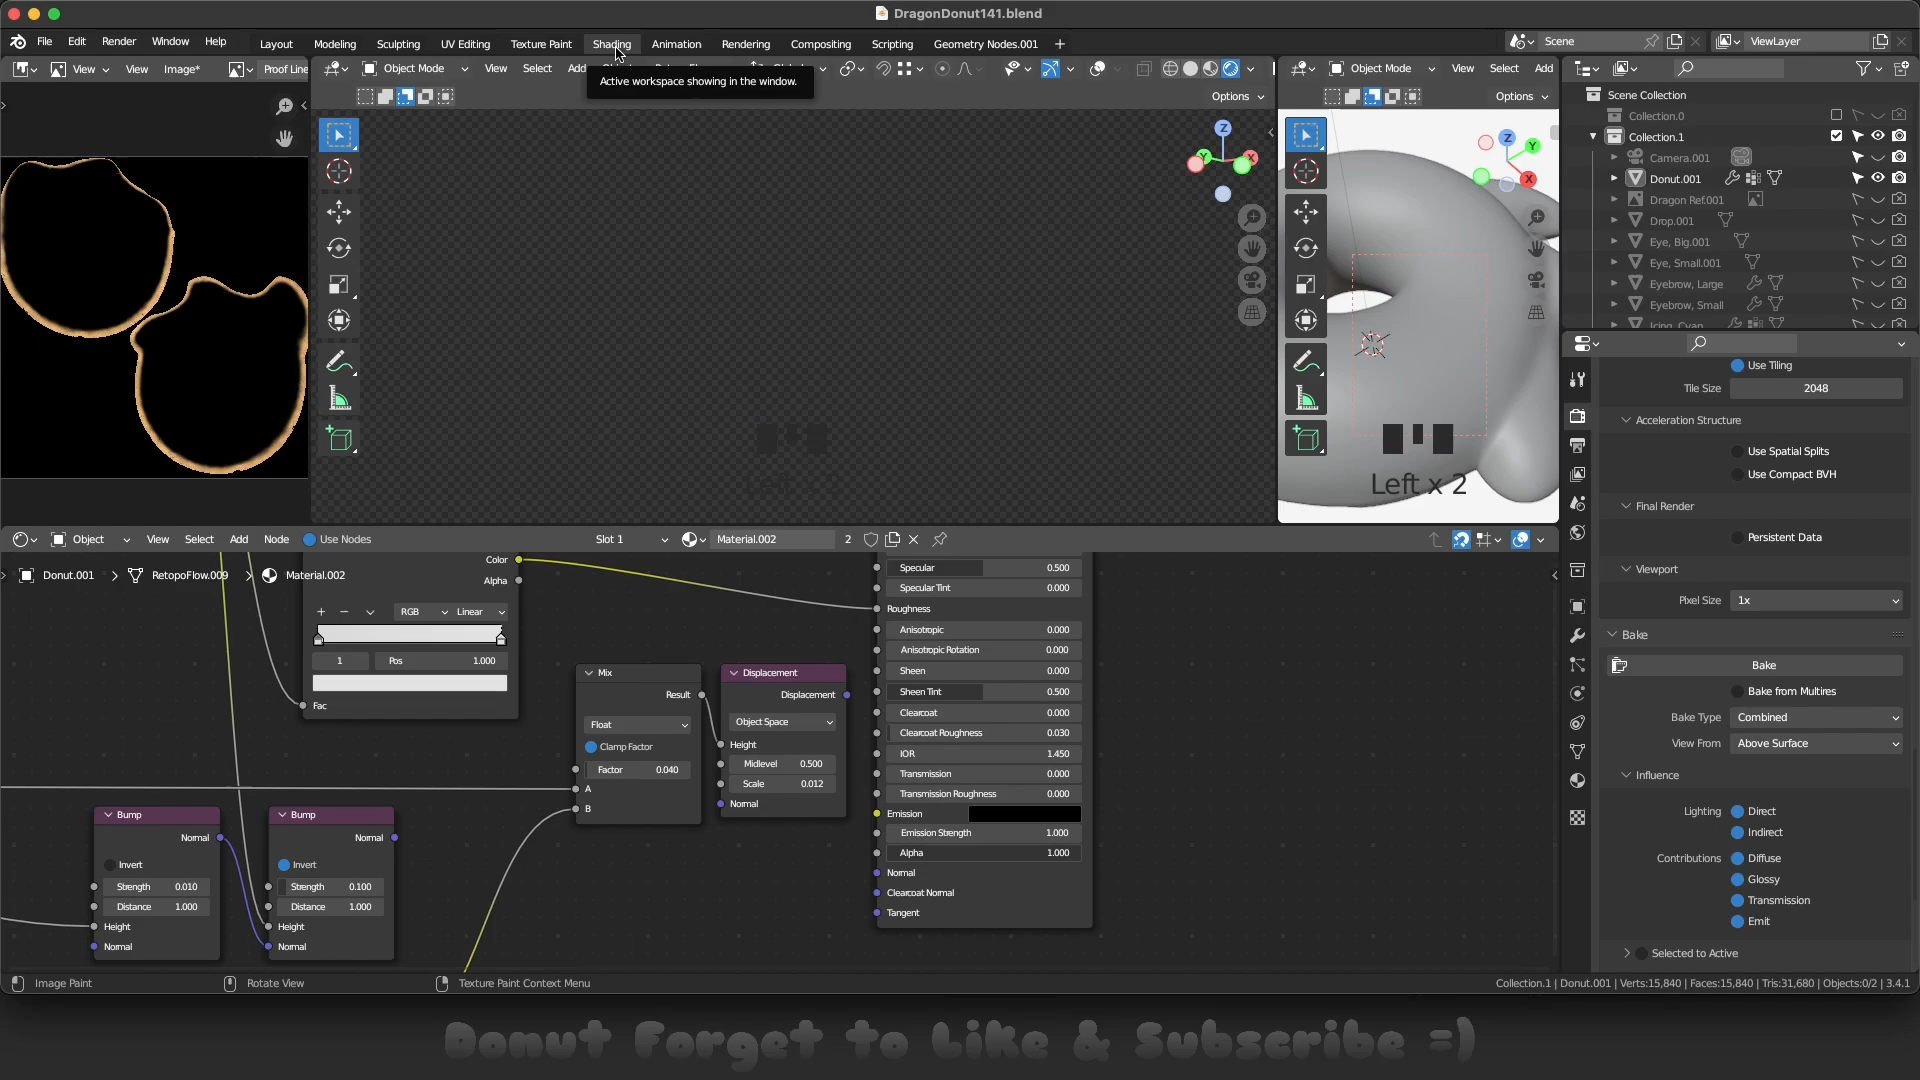 DragonDonut141.blend
File Edit Render Window Help Layout Modeling Sculpting UV Editing Texture Paint Shading Animation Rendering Compositing Scripting Geometry Nodes.001 + Scene ViewLayer
View View Image* Proof Line Object Mode View Select Add Object Mode View Select Add
Active workspace showing in the window.
Options Options
Scene Collection
Collection.0
Collection.1
Camera.001
Donut.001
Dragon Ref.001
Drop.001
Eye, Big.001
Eye, Small.001
Eyebrow, Large
Eyebrow, Small
Icing, Cyan
Z Y X
Z Y X
Left x 2
Use Tiling
Tile Size 2048
Acceleration Structure
Use Spatial Splits
Use Compact BVH
Final Render
Persistent Data
Viewport
Pixel Size 1x
Bake
Bake
Bake from Multires
Bake Type Combined
View From Above Surface
Influence
Lighting Direct
Indirect
Contributions Diffuse
Glossy
Transmission
Emit
Selected to Active
Object View Select Add Node Use Nodes Slot 1 Material.002 2
Donut.001 > RetopoFlow.009 > Material.002
Color
Alpha
RGB Linear
1 Pos 1.000
Fac
Mix
Result
Float
Clamp Factor
Factor 0.040
A
B
Displacement
Displacement
Object Space
Height
Midlevel 0.500
Scale 0.012
Normal
Bump
Normal
Invert
Strength 0.010
Distance 1.000
Height
Normal
Bump
Normal
Invert
Strength 0.100
Distance 1.000
Height
Normal
Specular 0.500
Specular Tint 0.000
Roughness
Anisotropic 0.000
Anisotropic Rotation 0.000
Sheen 0.000
Sheen Tint 0.500
Clearcoat 0.000
Clearcoat Roughness 0.030
IOR 1.450
Transmission 0.000
Transmission Roughness 0.000
Emission
Emission Strength 1.000
Alpha 1.000
Normal
Clearcoat Normal
Tangent
Image Paint Rotate View Texture Paint Context Menu Collection.1 | Donut.001 | Verts:15,840 | Faces:15,840 | Tris:31,680 | Objects:0/2 | 3.4.1
Donut Forget to Like & Subscribe =)